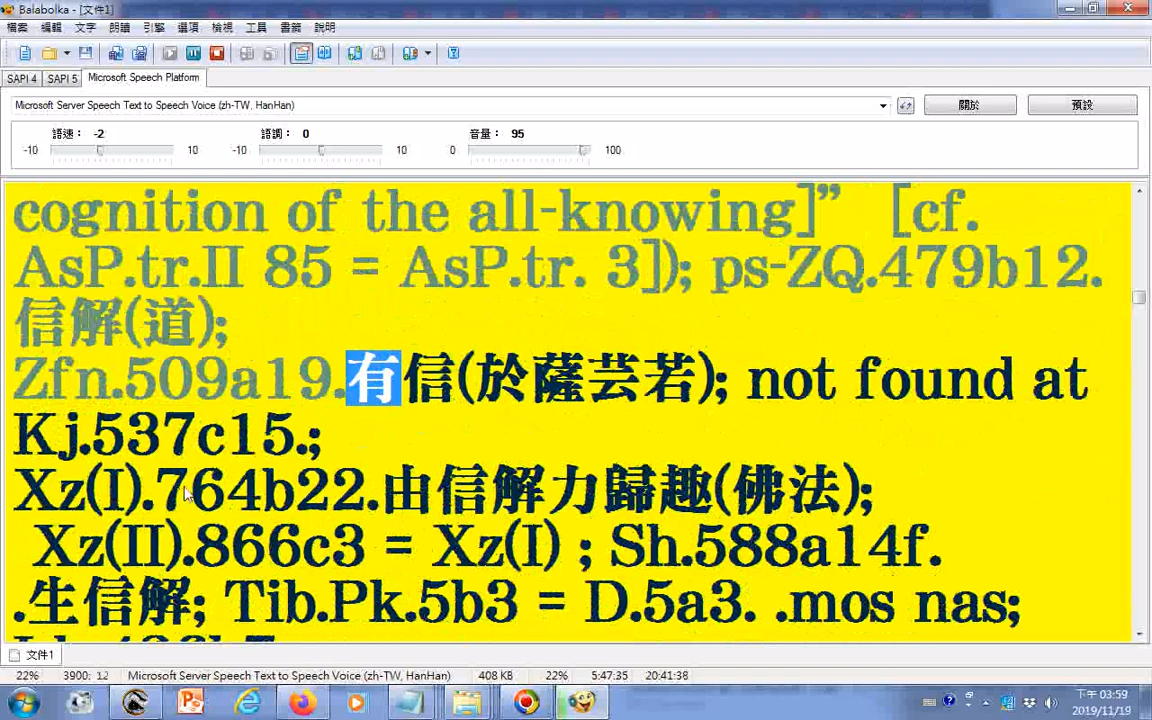 Balabolka - [文件1]
檔案 編輯 文字 朗讀 引擎 選項 檢視 工具 書籤 說明
SAPI 4 SAPI 5 Microsoft Speech Platform
Microsoft Server Speech Text to Speech Voice (zh-TW, HanHan) 關於 預設
語速： -2 語調： 0 音量： 95
-10 10 -10 10 0 100
cognition of the all-knowing]” [cf.
AsP.tr.II 85 = AsP.tr. 3]); ps-ZQ.479b12.
信解(道);
Zfn.509a19.有信(於薩芸若); not found at
Kj.537c15.;
Xz(I).764b22.由信解力歸趣(佛法);
Xz(II).866c3 = Xz(I) ; Sh.588a14f.
.生信解; Tib.Pk.5b3 = D.5a3. .mos nas;
文件1
22% 3900: 12 Microsoft Server Speech Text to Speech Voice (zh-TW, HanHan) 408 KB 22% 5:47:35 20:41:38
下午 03:59
2019/11/19